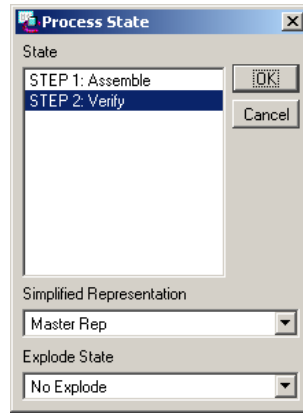 Process State
State
STEP 1: Assemble
STEP 2: Verify
OK
Cancel
Simplified Representation
Master Rep
Explode State
No Explode